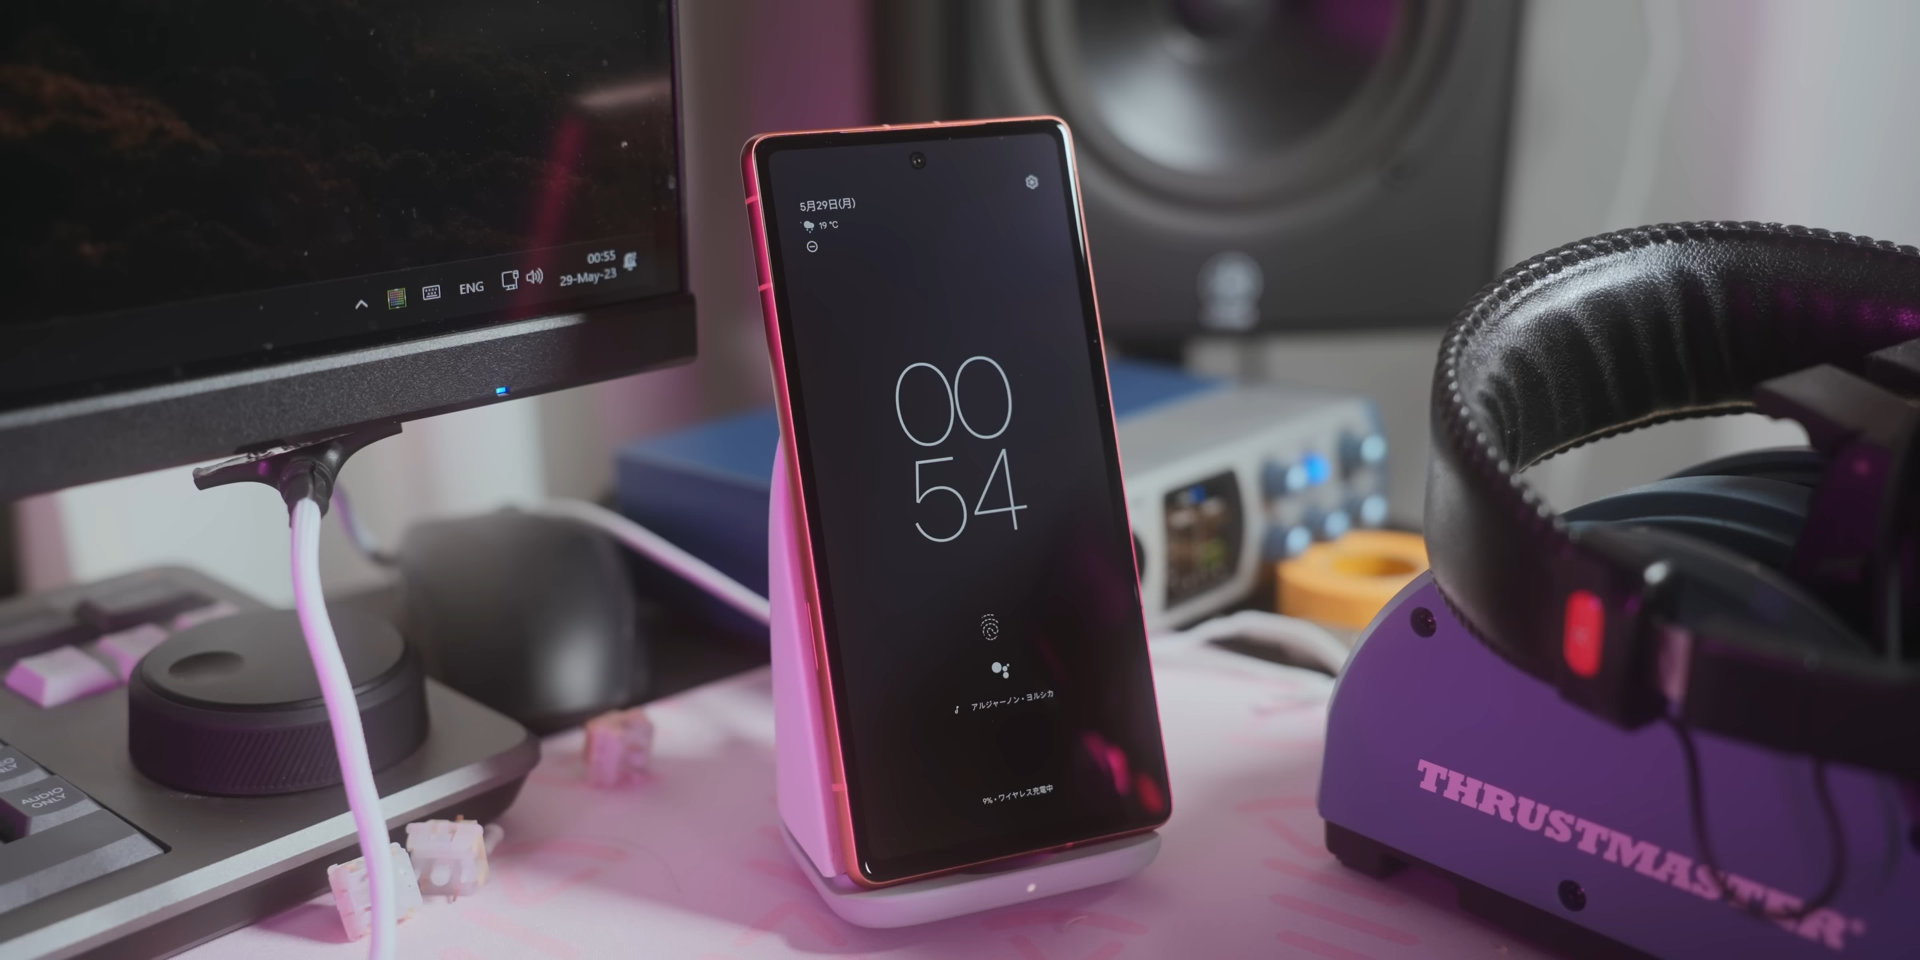 00:55
ENG
29-May-23
5月29日(月)
19 °C
00
54
アルジャーノン・ヨルシカ
9%・ワイヤレス充電中
AUDIO
ONLY
THRUSTMASTER